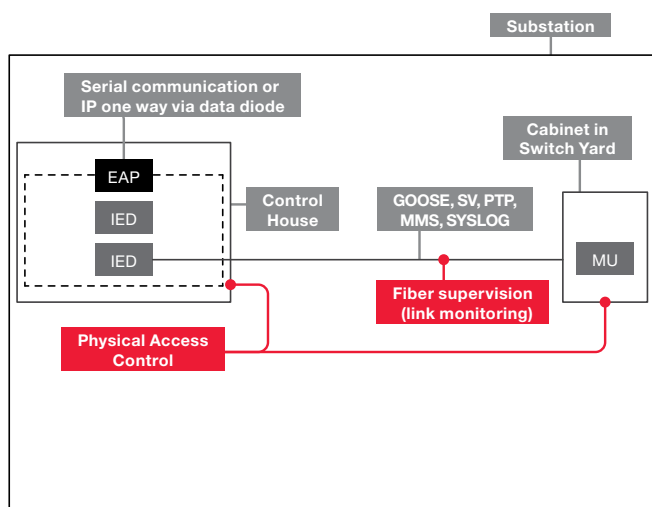 Substation
Serial communication or
IP one way via data diode
Cabinet in
Switch Yard
EAP
IED
IED
Control
House
GOOSE, SV, PTP,
MMS, SYSLOG
MU
Fiber supervision
(link monitoring)
Physical Access
Control